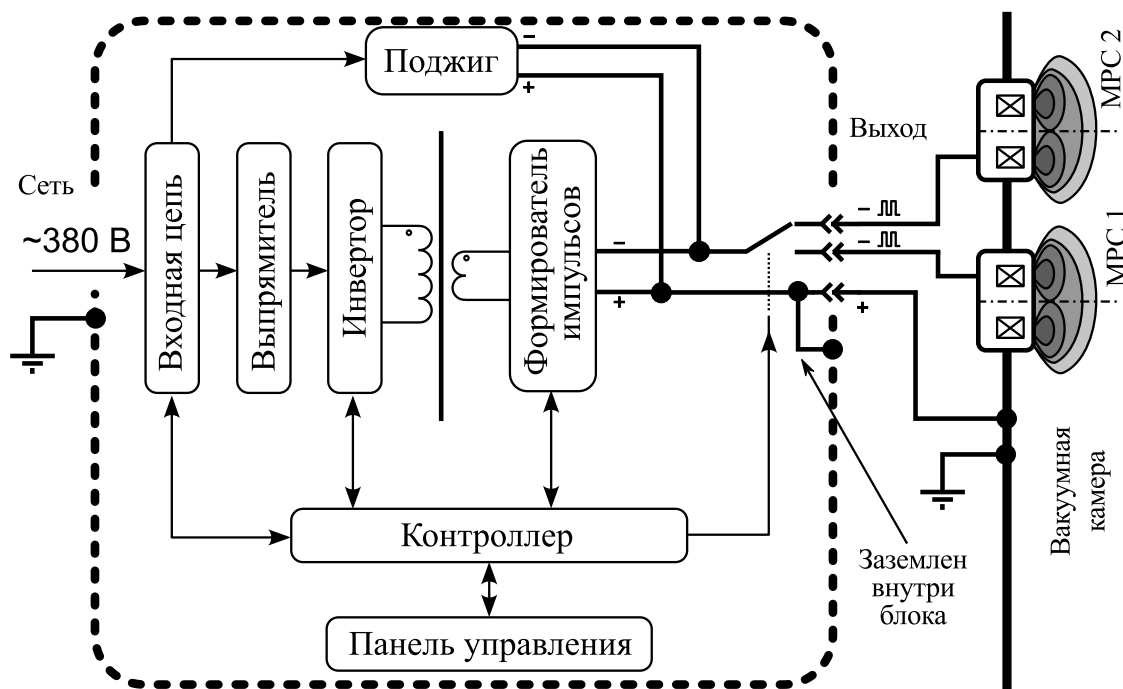 Поджиг
–
+
МРС 2
Выход
Сеть
~380 В
Входная цепь
Выпрямитель
Инвертор
Формирователь
импульсов
–
+
–
–
+
МРС 1
Контроллер
Панель управления
Заземлен
внутри
блока
Вакуумная
камера